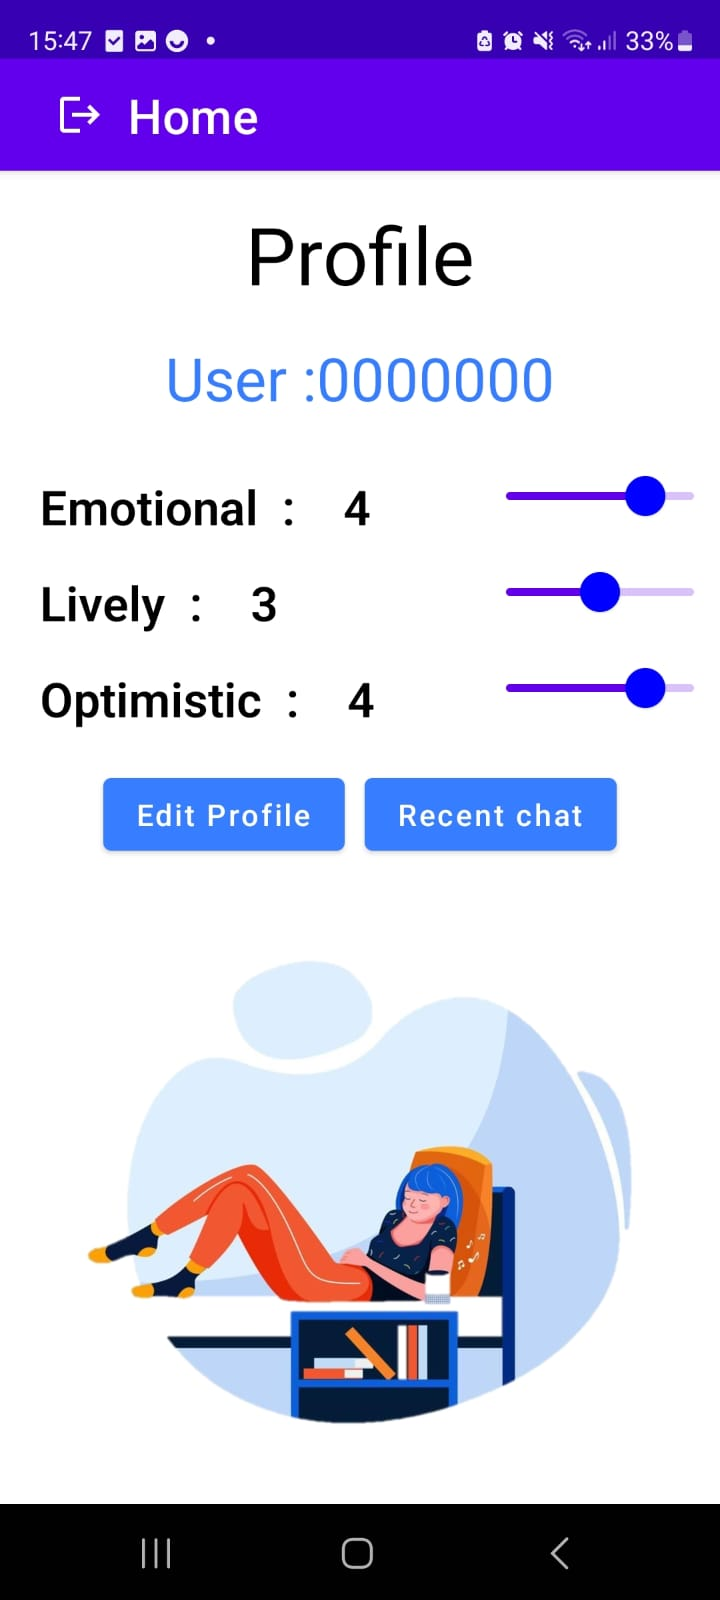 15:47 33%
Home
Profile
User :0000000
Emotional : 4
Lively : 3
Optimistic : 4
Edit Profile Recent chat